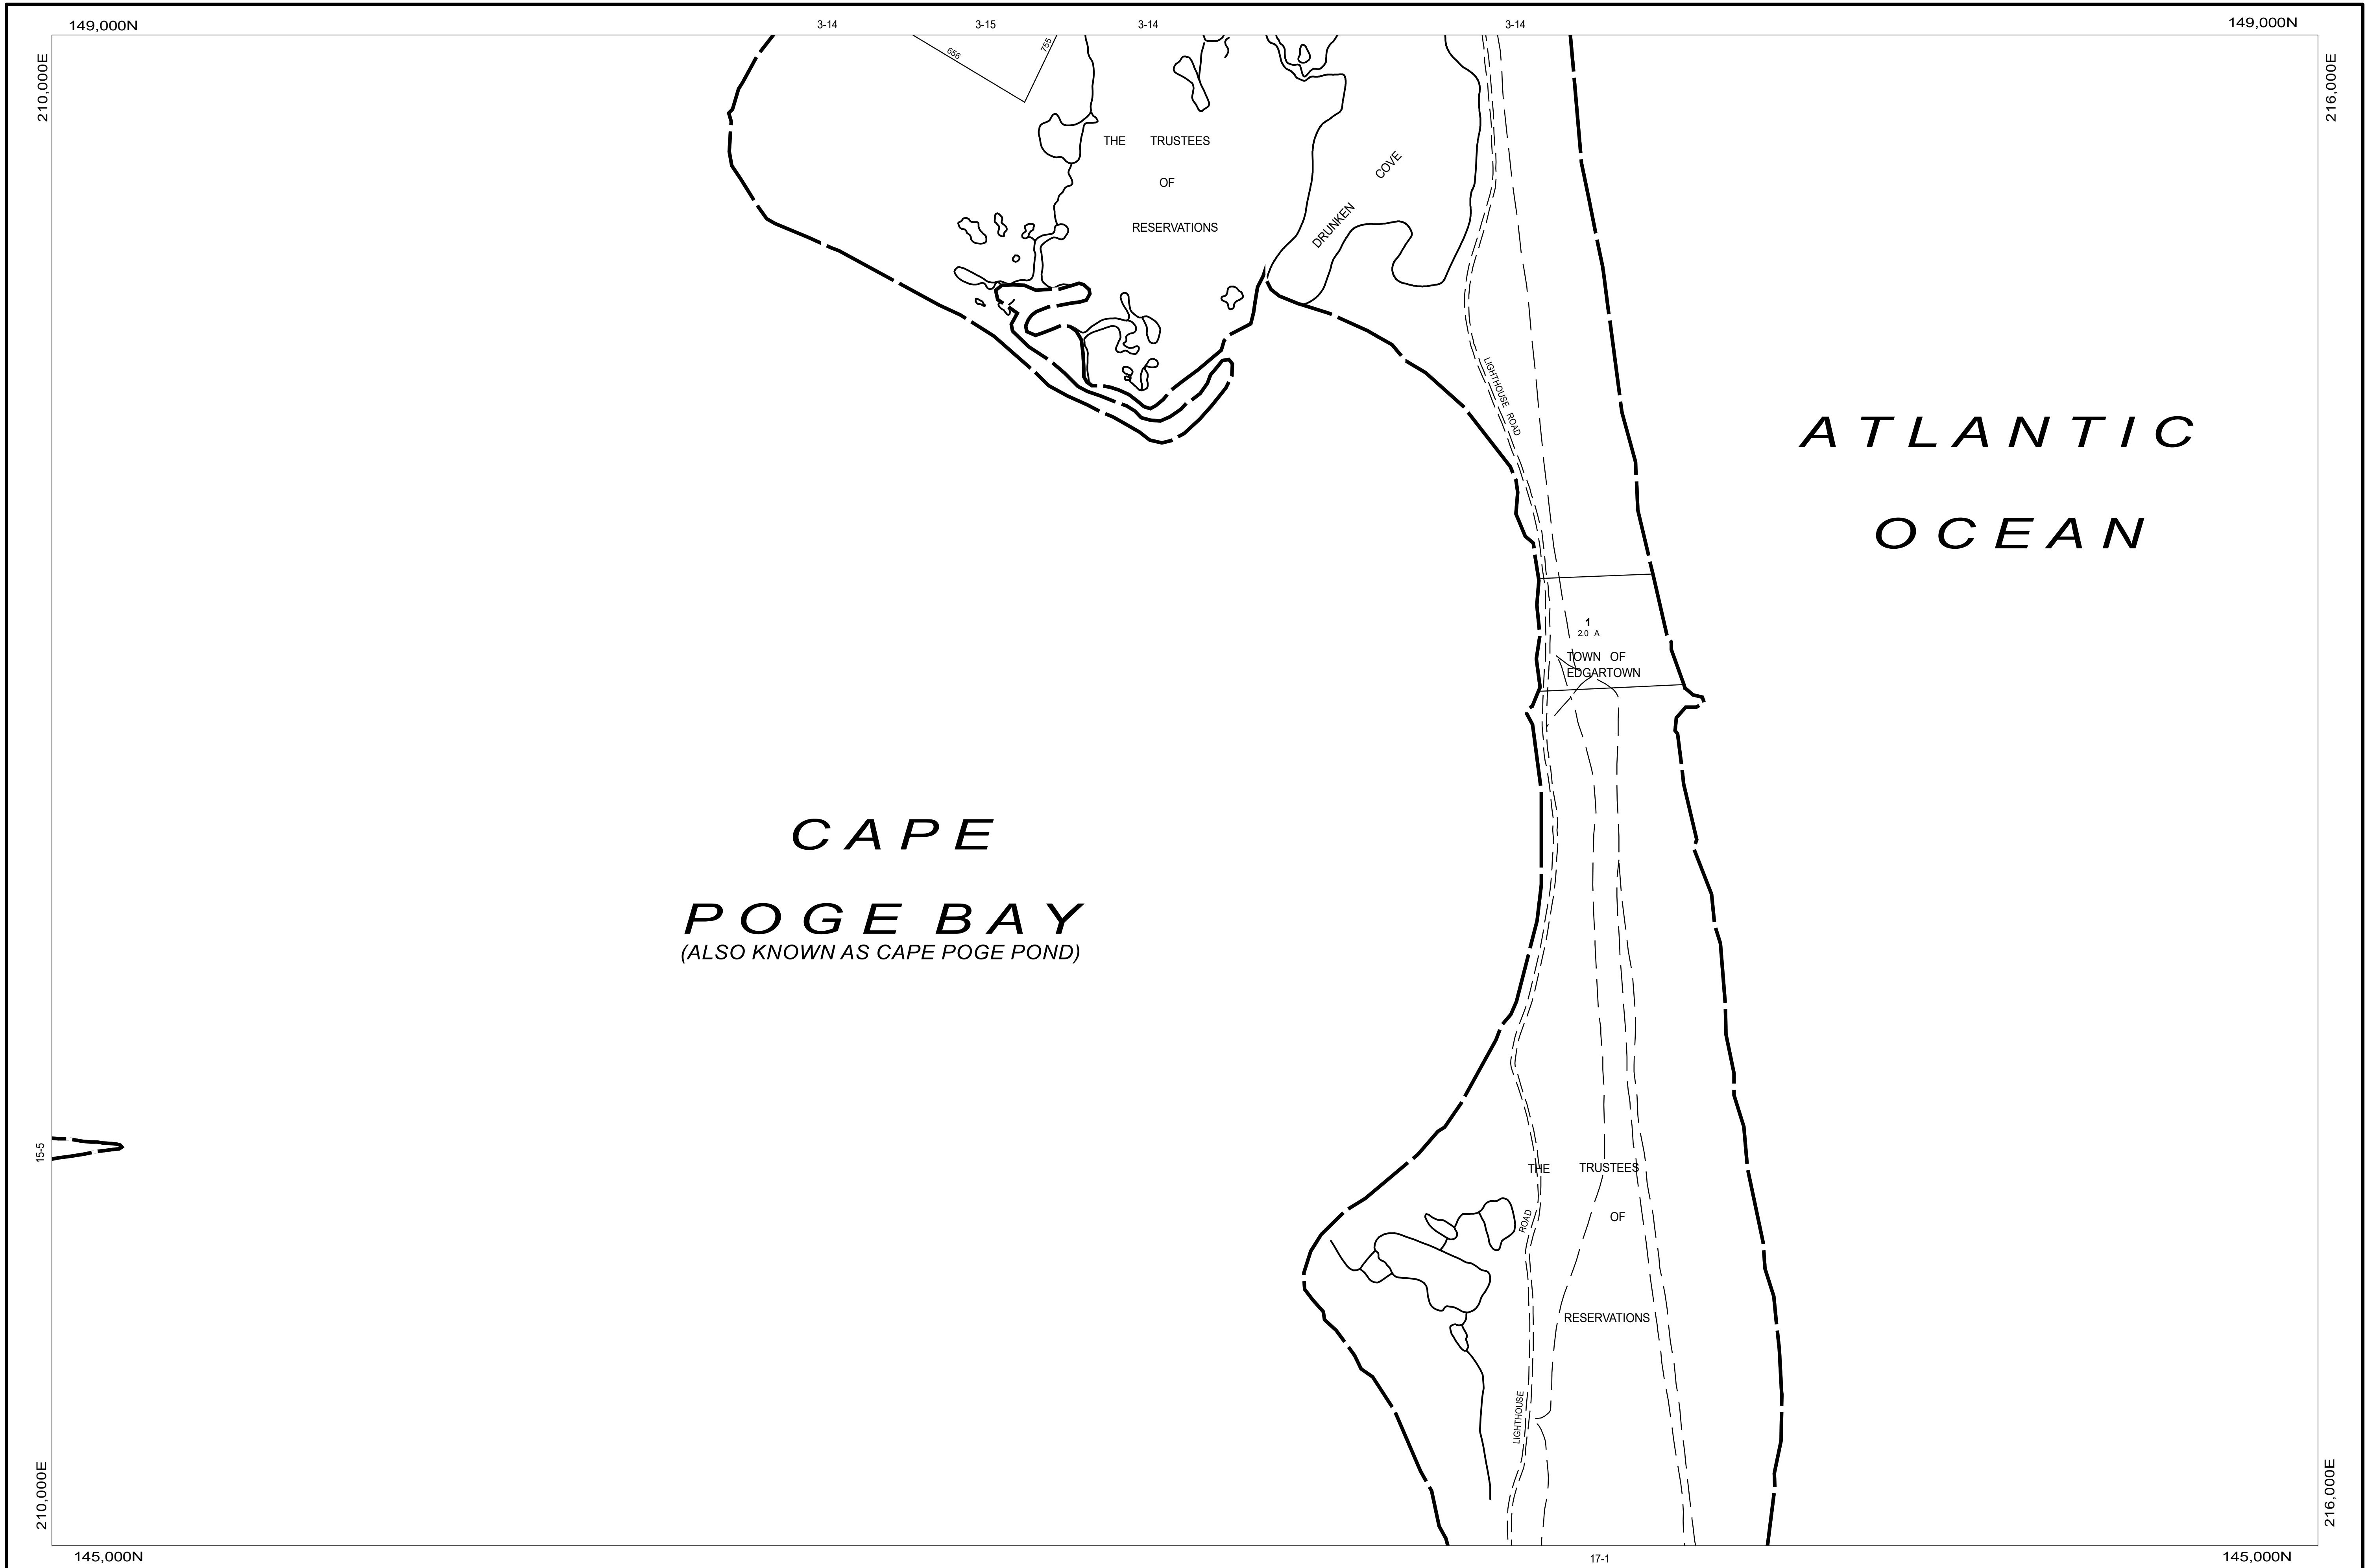 149,000N
3-14
3-15
3-14
3-14
149,000N
210,000E
216,000E
656
755
THE TRUSTEES
OF
RESERVATIONS
DRUNKEN COVE
LIGHTHOUSE ROAD
ATLANTIC
OCEAN
1
2.0 A
TOWN OF
EDGARTOWN
CAPE
POGE BAY
(ALSO KNOWN AS CAPE POGE POND)
15-5
THE TRUSTEES
OF
RESERVATIONS
LIGHTHOUSE ROAD
210,000E
216,000E
145,000N
17-1
145,000N